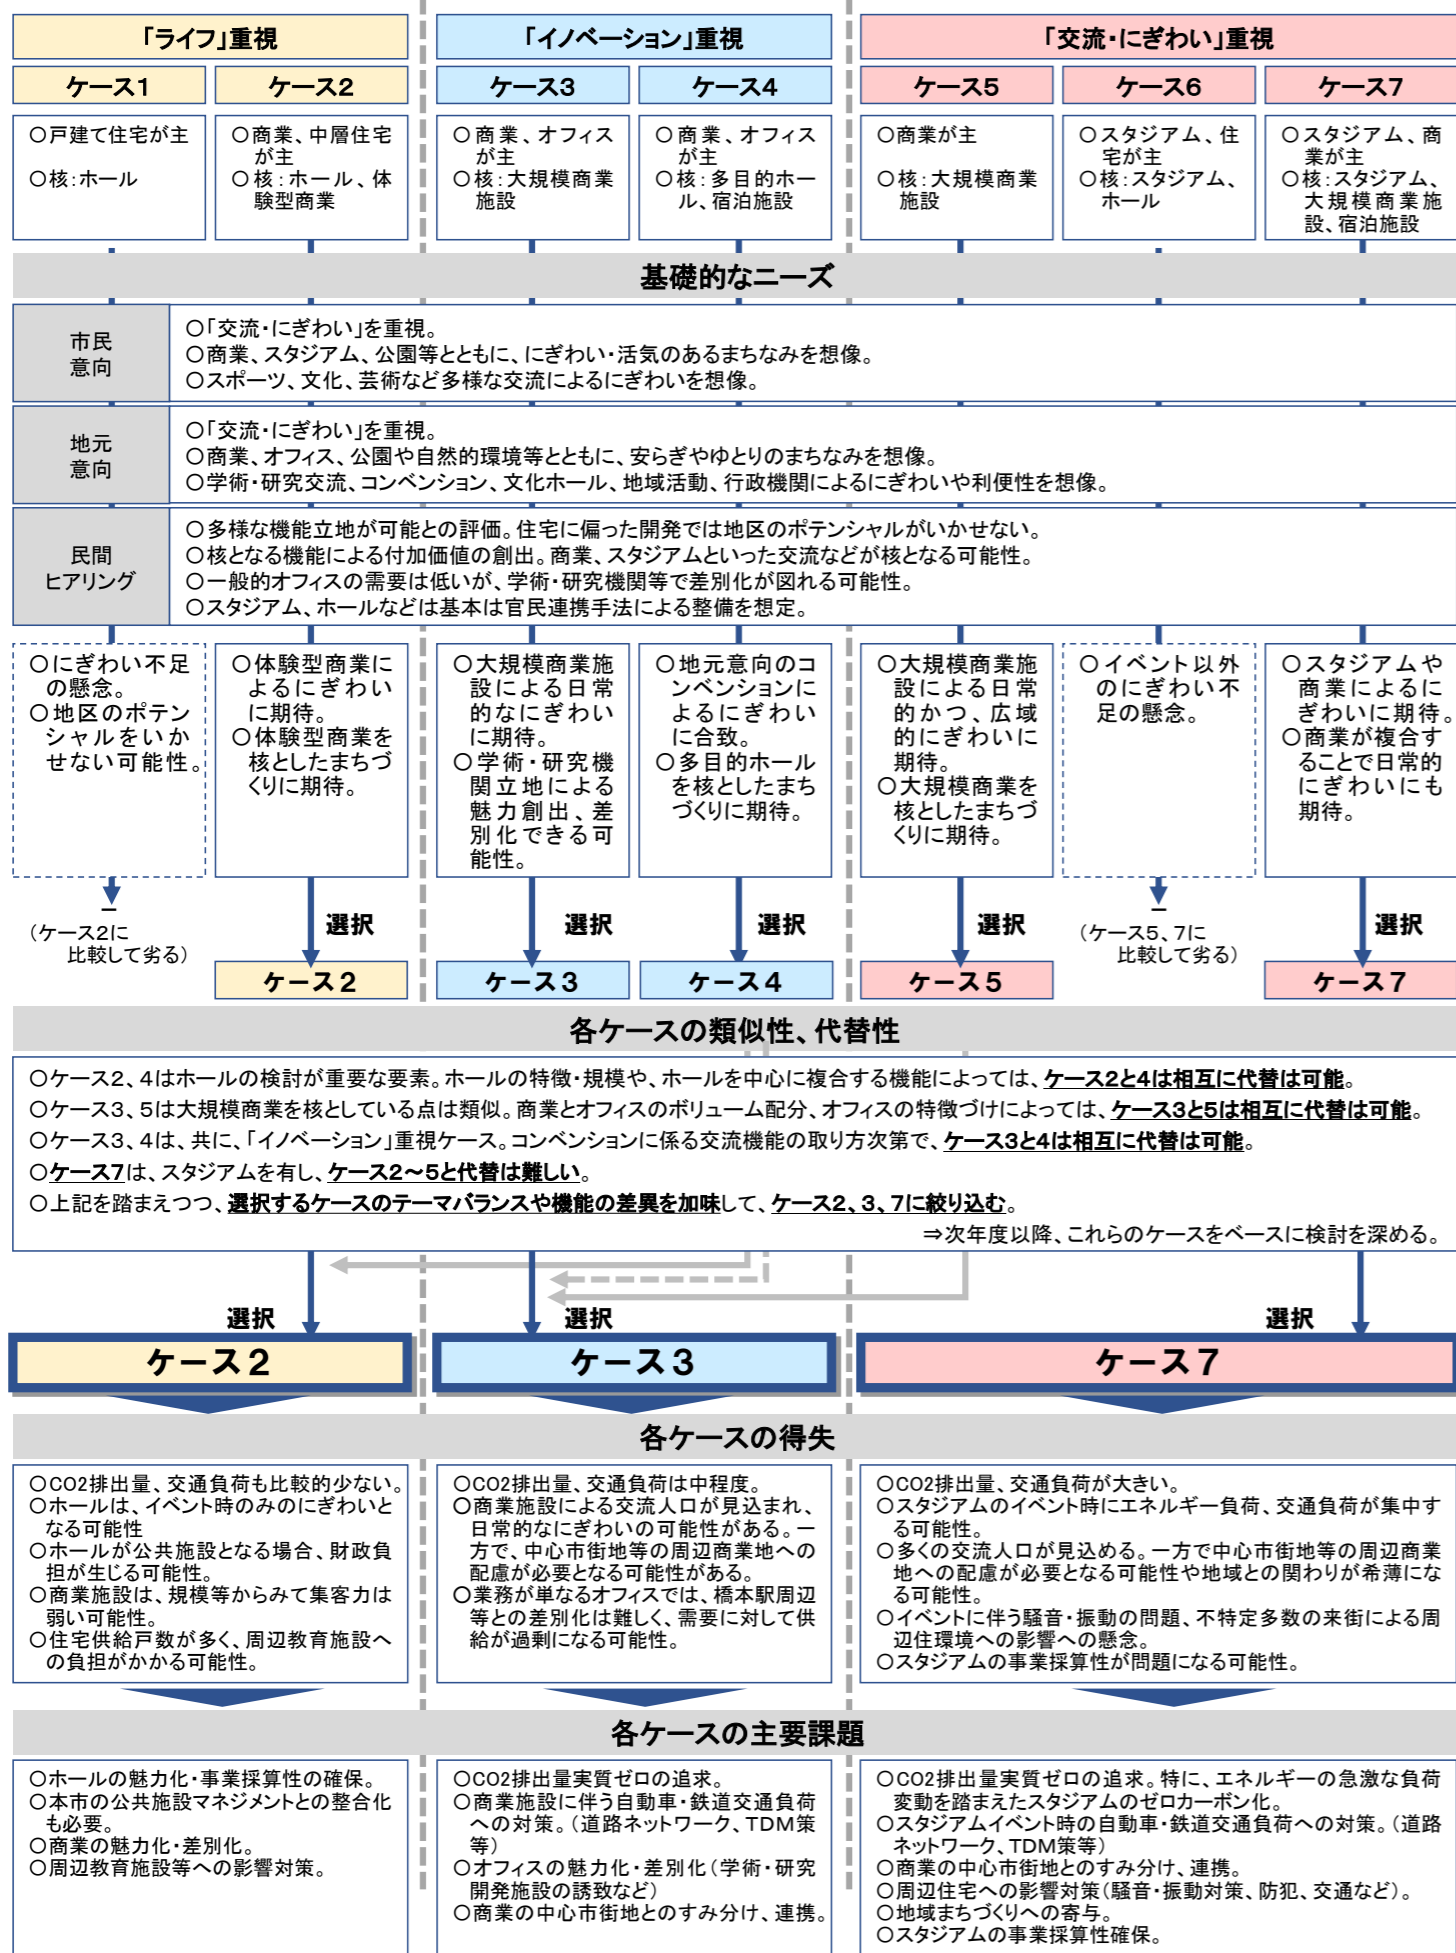 「ライフ」重視
「イノベーション」重視
「交流・にぎわい」重視
ケース1
ケース2
ケース3
ケース4
ケース5
ケース6
ケース7
○戸建て住宅が主
○核：ホール
○商業、中層住宅
が主
○核：ホール、体
験型商業
○商業、オフィス
が主
○核：大規模商業
施設
○商業、オフィス
が主
○核：多目的ホー
ル、宿泊施設
○商業が主
○核：大規模商業
施設
○スタジアム、住
宅が主
○核：スタジアム、
ホール
○スタジアム、商
業が主
○核：スタジアム、
大規模商業施
設、宿泊施設
基礎的なニーズ
市民
意向
○「交流・にぎわい」を重視。
○商業、スタジアム、公園等とともに、にぎわい・活気のあるまちなみを想像。
○スポーツ、文化、芸術など多様な交流によるにぎわいを想像。
地元
意向
○「交流・にぎわい」を重視。
○商業、オフィス、公園や自然的環境等とともに、安らぎやゆとりのまちなみを想像。
○学術・研究交流、コンベンション、文化ホール、地域活動、行政機関によるにぎわいや利便性を想像。
民間
ヒアリング
○多様な機能立地が可能との評価。住宅に偏った開発では地区のポテンシャルがいかせない。
○核となる機能による付加価値の創出。商業、スタジアムといった交流などが核となる可能性。
○一般的オフィスの需要は低いが、学術・研究機関等で差別化が図れる可能性。
○スタジアム、ホールなどは基本は官民連携手法による整備を想定。
○にぎわい不足
の懸念。
○地区のポテン
シャルをいか
せない可能性。
○体験型商業に
よるにぎわい
に期待。
○体験型商業を
核としたまちづ
くりに期待。
○大規模商業施
設による日常
的なにぎわい
に期待。
○学術・研究機
関立地による
魅力創出、差
別化できる可
能性。
○地元意向のコ
ンベンションに
よるにぎわい
に合致。
○多目的ホール
を核としたまち
づくりに期待。
○大規模商業施
設による日常
的かつ、広域
的にぎわいに
期待。
○大規模商業を
核としたまちづ
くりに期待。
○イベント以外
のにぎわい不
足の懸念。
○スタジアムや
商業によるに
ぎわいに期待。
○商業が複合す
ることで日常的
にぎわいにも
期待。
－
（ケース2に
比較して劣る）
選択
選択
選択
選択
－
（ケース5、7に
比較して劣る）
選択
ケース2
ケース3
ケース4
ケース5
ケース7
各ケースの類似性、代替性
○ケース2、4はホールの検討が重要な要素。ホールの特徴・規模や、ホールを中心に複合する機能によっては、ケース2と4は相互に代替は可能。
○ケース3、5は大規模商業を核としている点は類似。商業とオフィスのボリューム配分、オフィスの特徴づけによっては、ケース3と5は相互に代替は可能。
○ケース3、4は、共に、「イノベーション」重視ケース。コンベンションに係る交流機能の取り方次第で、ケース3と4は相互に代替は可能。
○ケース7は、スタジアムを有し、ケース2～5と代替は難しい。
○上記を踏まえつつ、選択するケースのテーマバランスや機能の差異を加味して、ケース2、3、7に絞り込む。
⇒次年度以降、これらのケースをベースに検討を深める。
選択
選択
選択
ケース2
ケース3
ケース7
各ケースの得失
○CO2排出量、交通負荷も比較的少ない。
○ホールは、イベント時のみのにぎわいと
なる可能性
○ホールが公共施設となる場合、財政負
担が生じる可能性。
○商業施設は、規模等からみて集客力は
弱い可能性。
○住宅供給戸数が多く、周辺教育施設へ
の負担がかかる可能性。
○CO2排出量、交通負荷は中程度。
○商業施設による交流人口が見込まれ、
日常的なにぎわいの可能性がある。一
方で、中心市街地等の周辺商業地への
配慮が必要となる可能性がある。
○業務が単なるオフィスでは、橋本駅周辺
等との差別化は難しく、需要に対して供
給が過剰になる可能性。
○CO2排出量、交通負荷が大きい。
○スタジアムのイベント時にエネルギー負荷、交通負荷が集中す
る可能性。
○多くの交流人口が見込める。一方で中心市街地等の周辺商業
地への配慮が必要となる可能性や地域との関わりが希薄にな
る可能性。
○イベントに伴う騒音・振動の問題、不特定多数の来街による周
辺住環境への影響への懸念。
○スタジアムの事業採算性が問題になる可能性。
各ケースの主要課題
○ホールの魅力化・事業採算性の確保。
○本市の公共施設マネジメントとの整合化
も必要。
○商業の魅力化・差別化。
○周辺教育施設等への影響対策。
○CO2排出量実質ゼロの追求。
○商業施設に伴う自動車・鉄道交通負荷
への対策。（道路ネットワーク、TDM策
等）
○オフィスの魅力化・差別化（学術・研究
開発施設の誘致など）
○商業の中心市街地とのすみ分け、連携。
○CO2排出量実質ゼロの追求。特に、エネルギーの急激な負荷
変動を踏まえたスタジアムのゼロカーボン化。
○スタジアムイベント時の自動車・鉄道交通負荷への対策。（道路
ネットワーク、TDM策等）
○商業の中心市街地とのすみ分け、連携。
○周辺住宅への影響対策（騒音・振動対策、防犯、交通など）。
○地域まちづくりへの寄与。
○スタジアムの事業採算性確保。